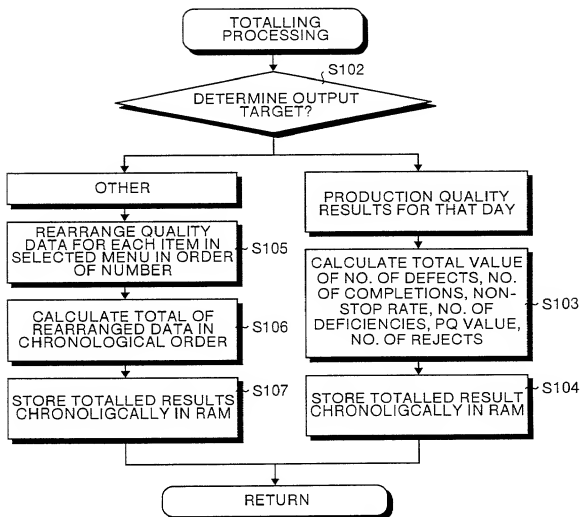 TOTALLING
PROCESSING
S102
DETERMINE OUTPUT
TARGET?
OTHER
REARRANGE QUALITY
DATA FOR EACH ITEM IN
SELECTED MENU IN ORDER
OF NUMBER
S105
CALCULATE TOTAL OF
REARRANGED DATA IN
CHRONOLOGICAL ORDER
S106
STORE TOTALLED RESULTS
CHRONOLIGCALLY IN RAM
S107
PRODUCTION QUALITY
RESULTS FOR THAT DAY
CALCULATE TOTAL VALUE
OF NO. OF DEFECTS, NO.
OF COMPLETIONS, NON-
STOP RATE, NO. OF
DEFICIENCIES, PQ VALUE,
NO. OF REJECTS
S103
STORE TOTALLED RESULT
CHRONOLIGCALLY IN RAM
S104
RETURN